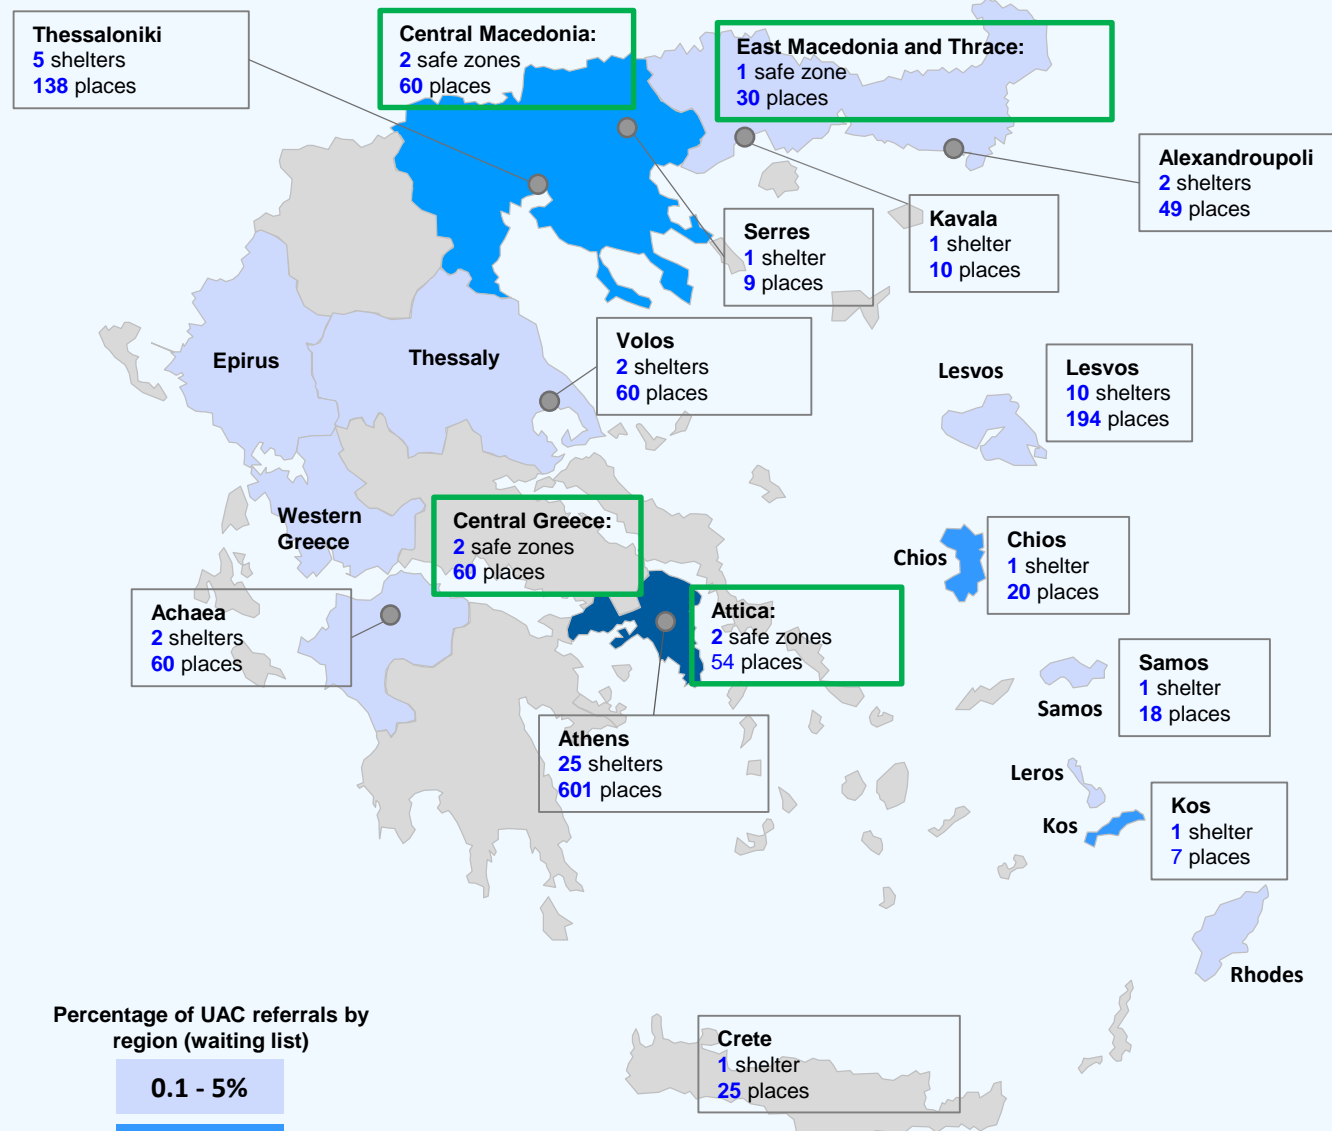 Thessaloniki
5 shelters
138 places
Central Macedonia:
2 safe zones
60 places
East Macedonia and Thrace:
1 safe zone
30 places
Alexandroupoli
2 shelters
49 places
Kavala
1 shelter
10 places
Serres
1 shelter
9 places
Epirus
Thessaly
Volos
2 shelters
60 places
Lesvos
Lesvos
10 shelters
194 places
Western
Greece
Central Greece:
2 safe zones
60 places
Chios
Chios
1 shelter
20 places
Achaea
2 shelters
60 places
Attica:
2 safe zones
54 places
Samos
Samos
1 shelter
18 places
Athens
25 shelters
601 places
Leros
Kos
Kos
1 shelter
7 places
Rhodes
Percentage of UAC referrals by
region (waiting list)
0.1 - 5%
Crete
1 shelter
25 places